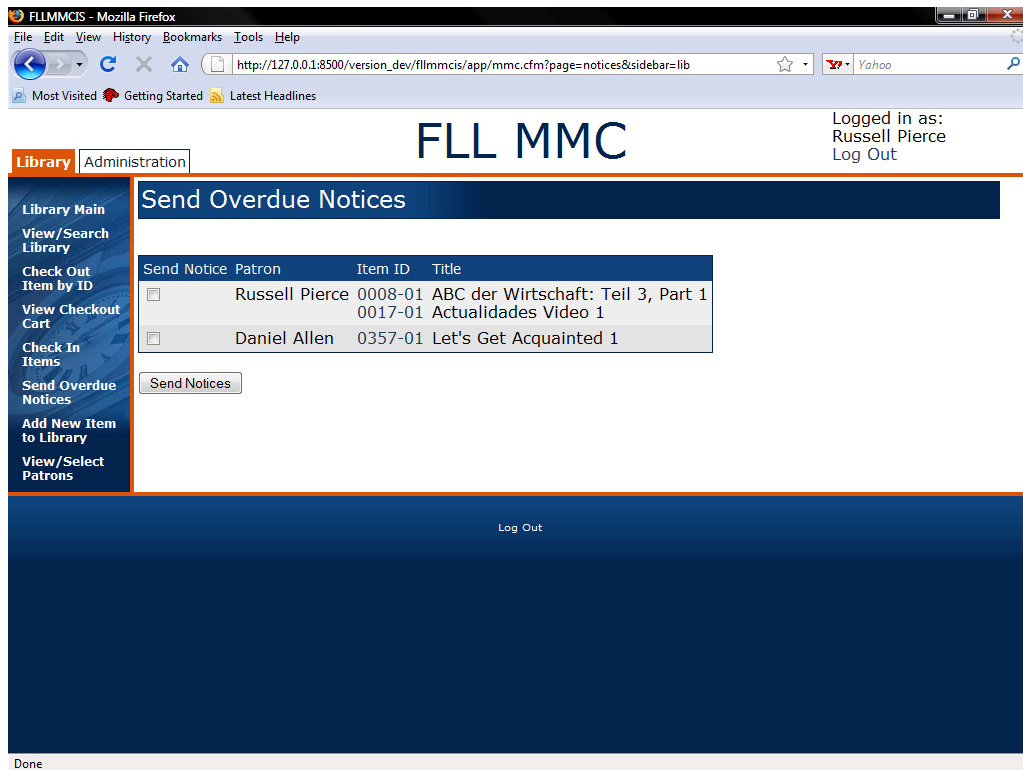 FLLMMCIS - Mozilla Firefox
File Edit View History Bookmarks Tools Help
http://127.0.0.1:8500/version_dev/fllmmcis/app/mmc.cfm?page=notices&sidebar=lib
Yahoo
Most Visited Getting Started Latest Headlines
FLL MMC
Logged in as:
Russell Pierce
Log Out
Library Administration
Library Main
View/Search
Library
Check Out
Item by ID
View Checkout
Cart
Check In
Items
Send Overdue
Notices
Add New Item
to Library
View/Select
Patrons
Send Overdue Notices
Send Notice Patron Item ID Title
Russell Pierce 0008-01 ABC der Wirtschaft: Teil 3, Part 1
0017-01 Actualidades Video 1
Daniel Allen 0357-01 Let's Get Acquainted 1
Send Notices
Log Out
Done